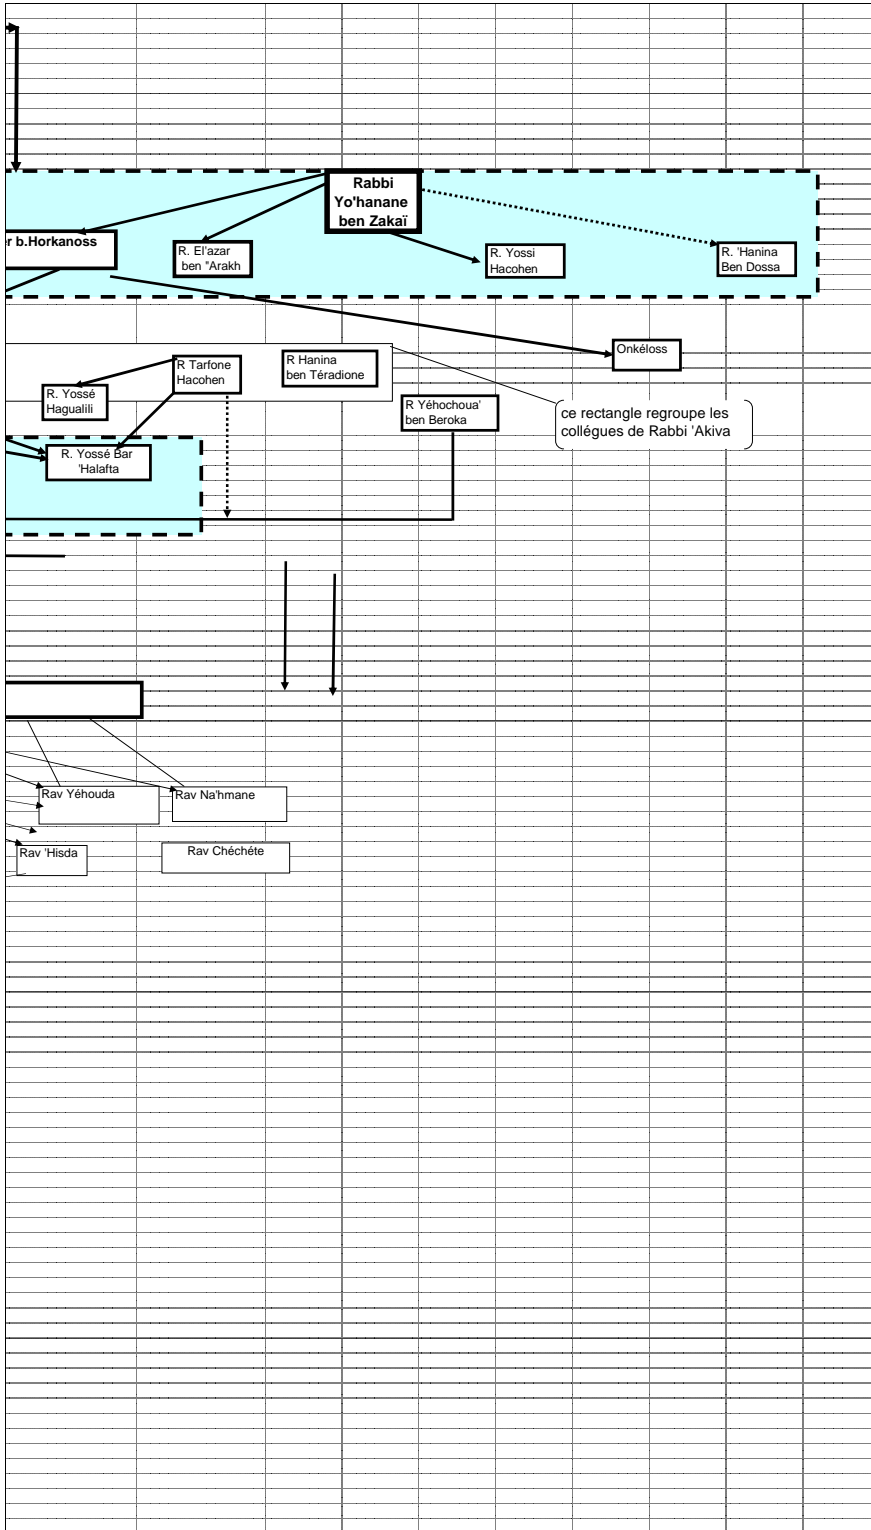 Rabbi
Yo'hanane
ben Zakaï
b.Horkanoss
R. El'azar
ben "Arakh
R. Yossi
Hacohen
R. 'Hanina
Ben Dossa
Onkéloss
R Tarfone
Hacohen
R Hanina
ben Téradione
R. Yossé
Hagualili
R Yéhochoua'
ben Beroka
ce rectangle regroupe les
collégues de Rabbi 'Akiva
R. Yossé Bar
'Halafta
Rav Yéhouda
Rav Na'hmane
Rav 'Hisda
Rav Chéchéte